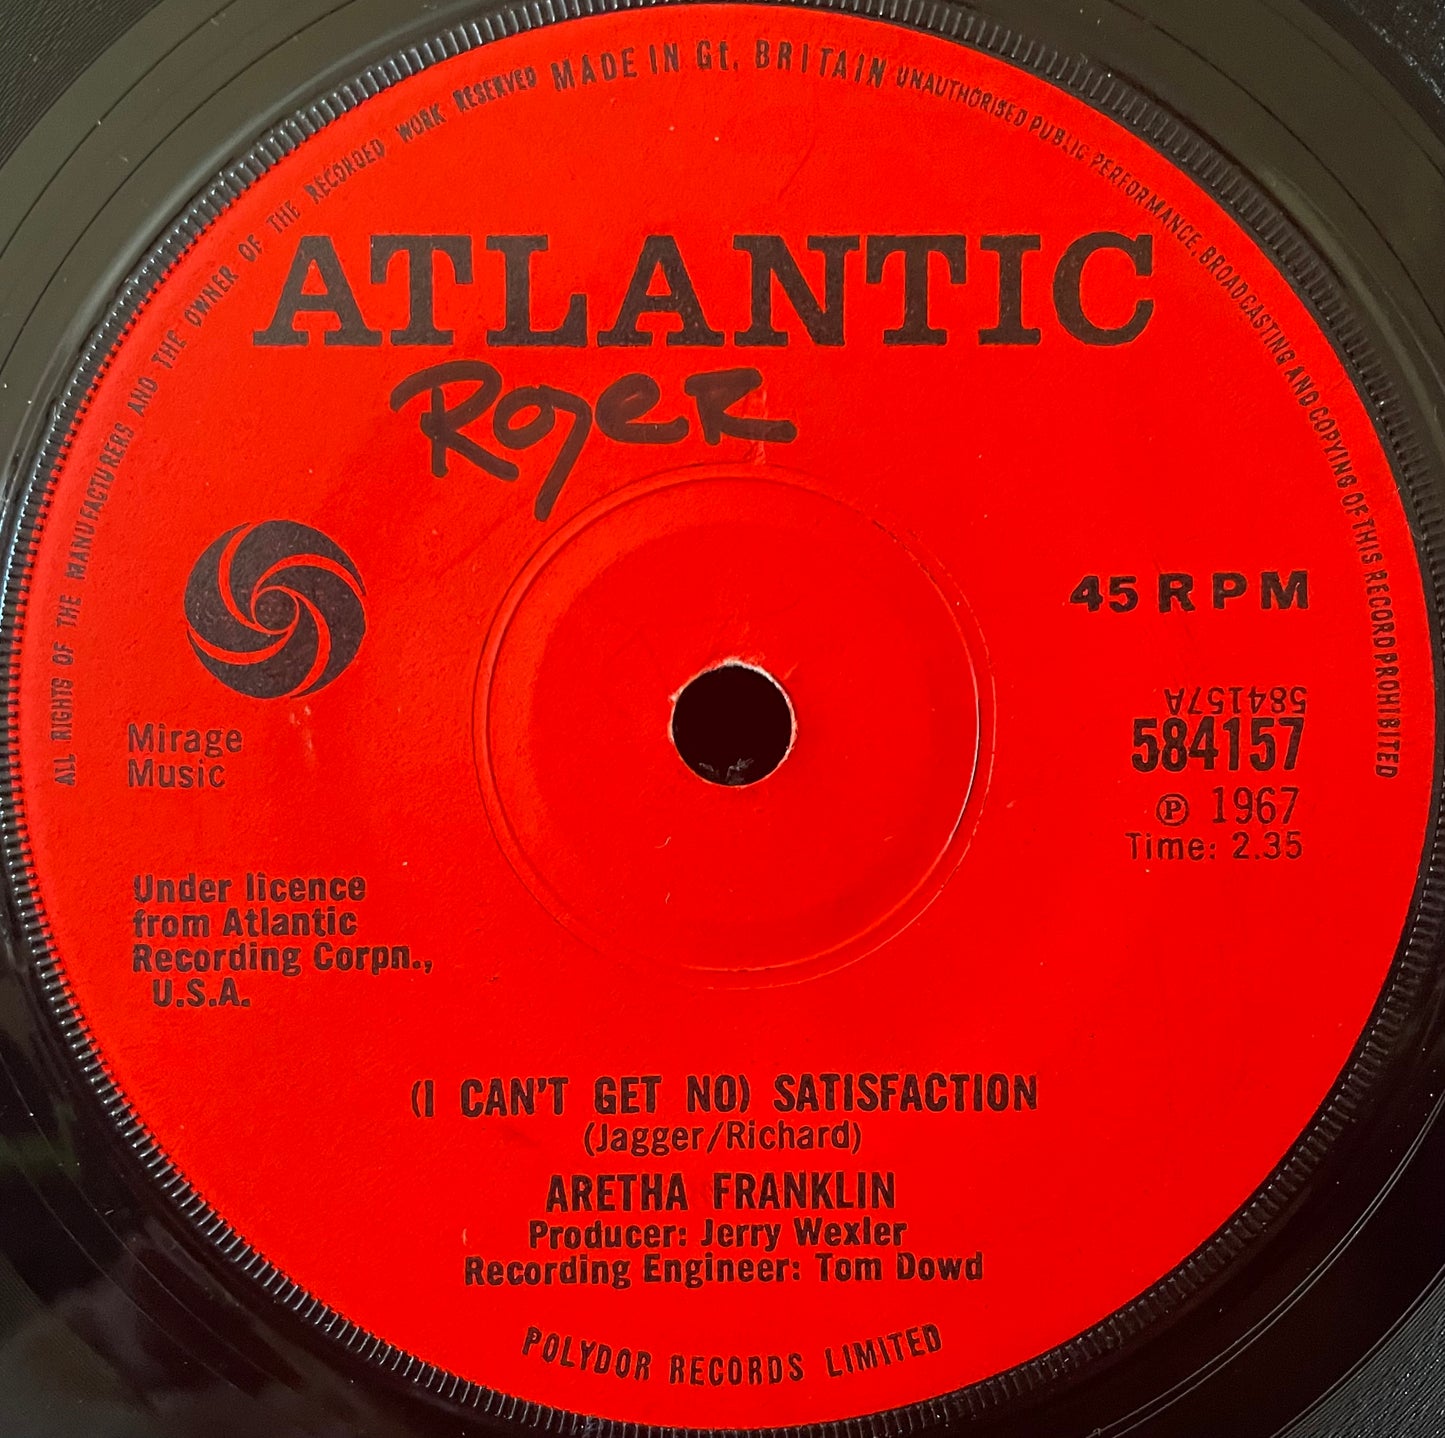 ALL RIGHTS OF THE MANUFACTURERS AND THE OWNER OF THE RECORDED WORK RESERVED MADE IN Gt. BRITAIN UNAUTHORISED PUBLIC PERFORMANCE, BROADCASTING AND COPYING OF THIS RECORD PROHIBITED
ATLANTIC
Roger
45 RPM
584157A
584157
Ⓟ 1967
Time: 2.35
Mirage
Music
Under licence
from Atlantic
Recording Corpn.,
U.S.A.
(I CAN'T GET NO) SATISFACTION
(Jagger/Richard)
ARETHA FRANKLIN
Producer: Jerry Wexler
Recording Engineer: Tom Dowd
POLYDOR RECORDS LIMITED